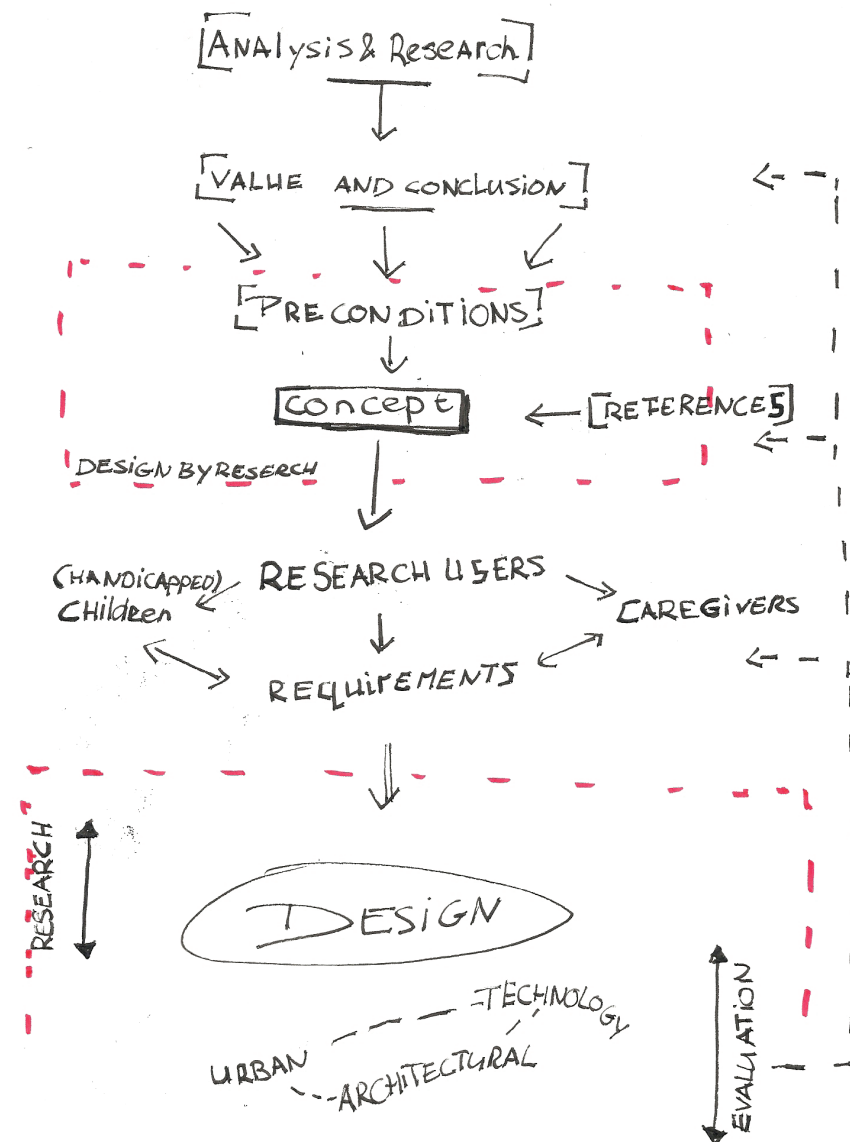 [ANAlysis & Research]
[VALUE AND CONCLUSION]
[PRECONDITIONS]
concept
[REFERENCES]
DESIGN BY RESERCH
(HANDICAPPED)
CHildRen
RESEARCH USERS
CAREGIVERS
REQUIREMENTS
RESEARCH
DESIGN
TECHNOLOGY
URBAN
ARCHITECTURAL
EVALUATION